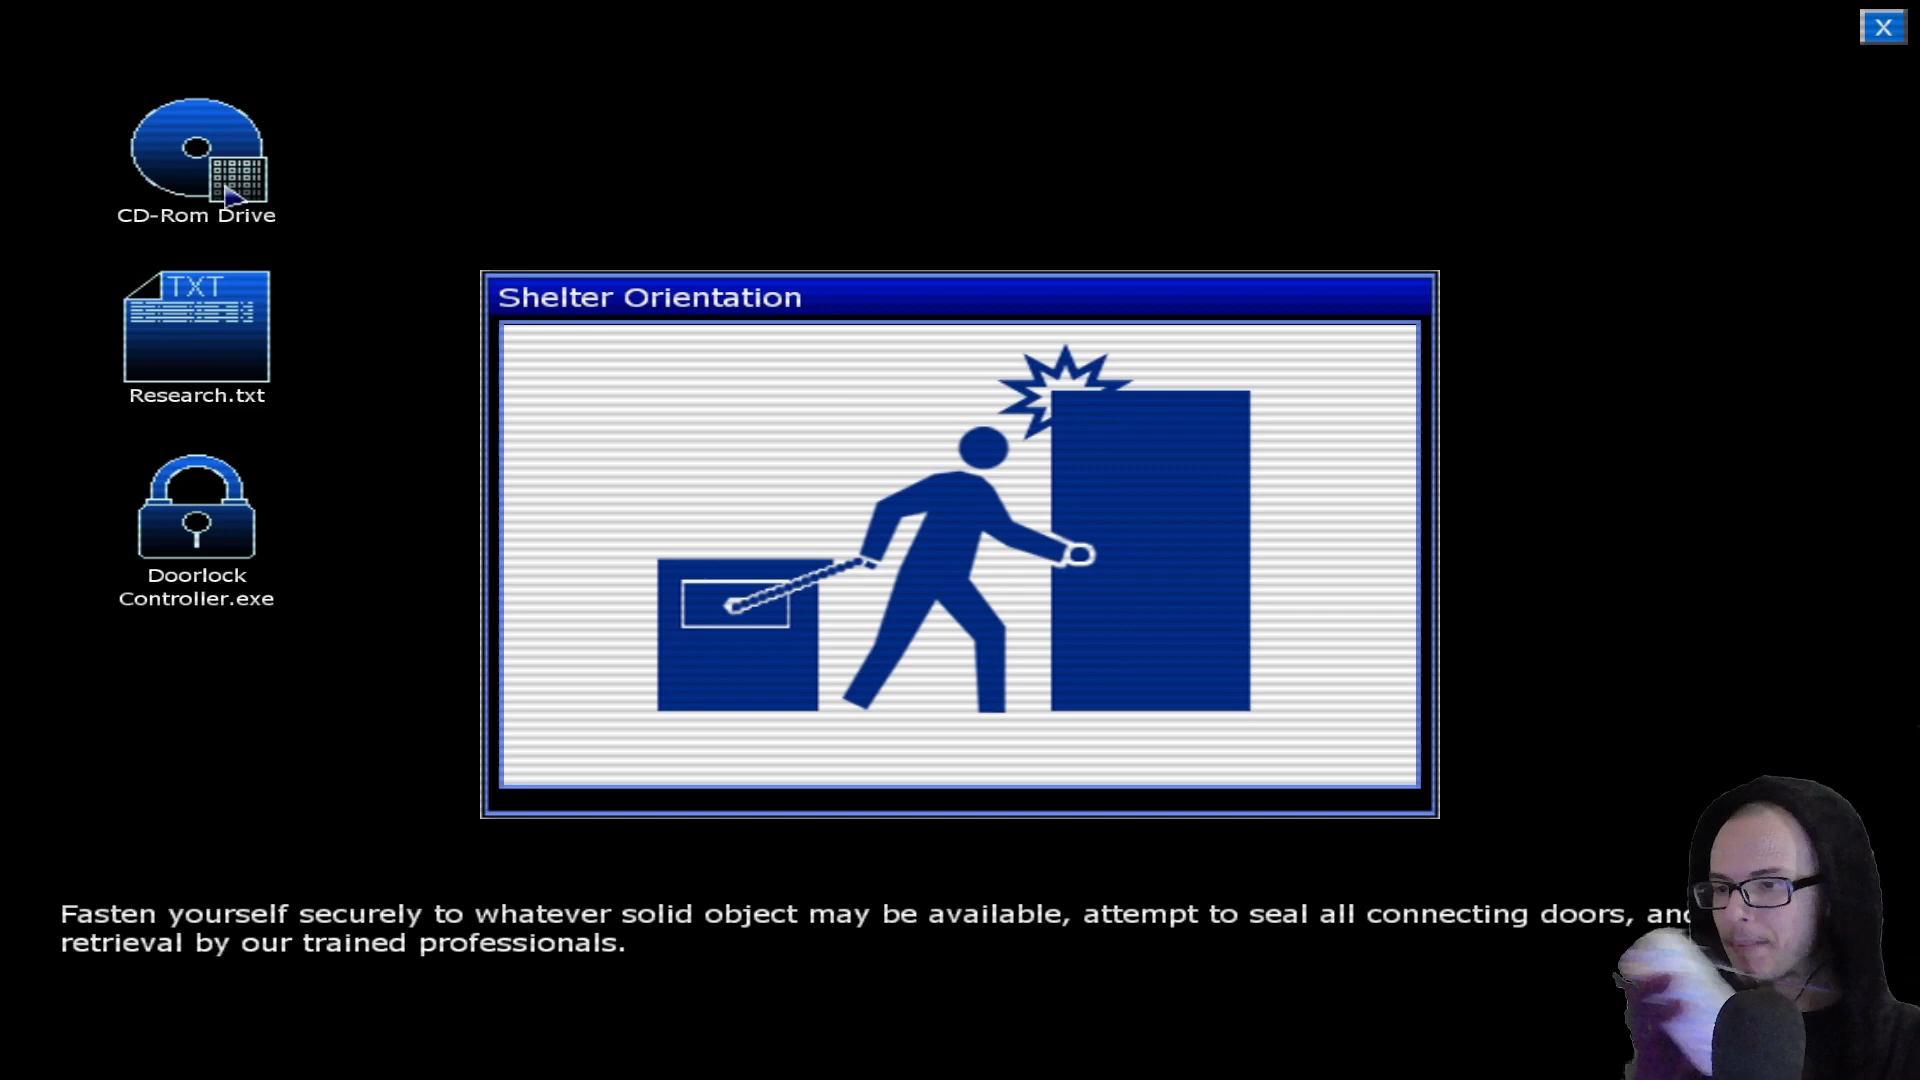 X
CD-Rom Drive
TXT
Research.txt
Doorlock
Controller.exe
Shelter Orientation
Fasten yourself securely to whatever solid object may be available, attempt to seal all connecting doors,
retrieval by our trained professionals.